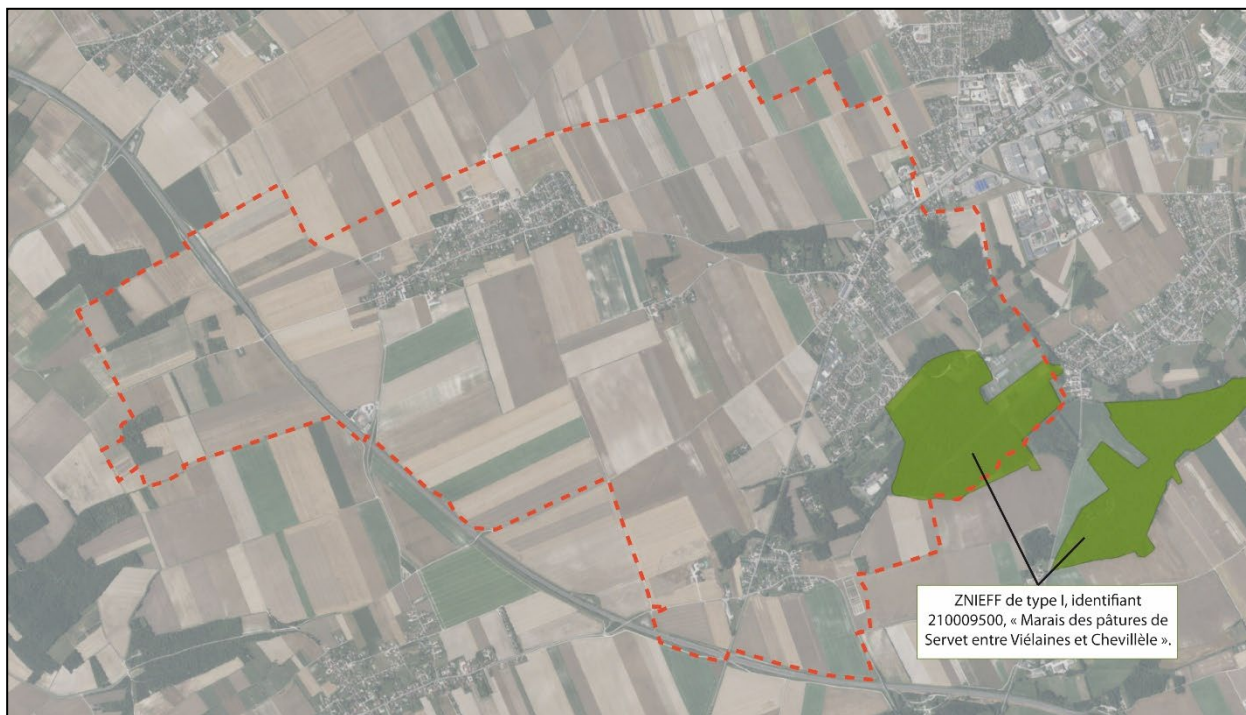 ZNIEFF de type I, identifiant
210009500, « Marais des pâtures de
Servet entre Viélaines et Chevillèle ».